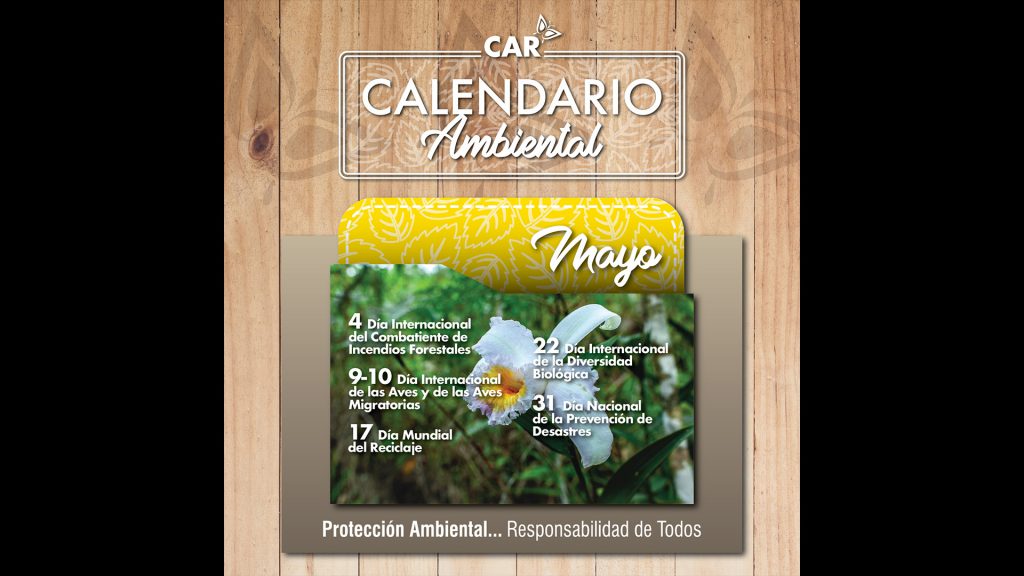 CAR
CALENDARIO
Ambiental
Mayo
4 Día Internacional
del Combatiente de
Incendios Forestales
9-10 Día Internacional
de las Aves y de las Aves
Migratorias
17 Día Mundial
del Reciclaje
22 Día Internacional
de la Diversidad
Biológica
31 Día Nacional
de la Prevención de
Desastres
Protección Ambiental... Responsabilidad de Todos